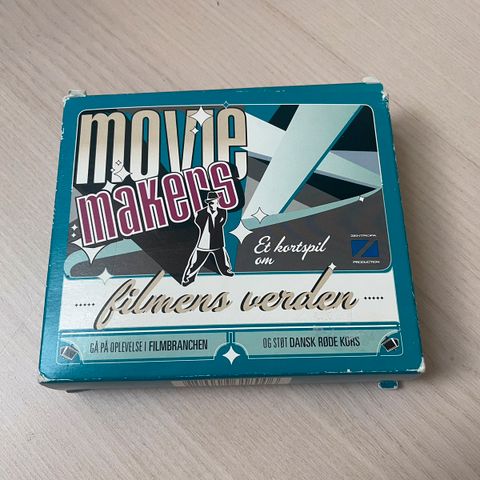 movie
makers
Et kortspil
om
ZENTROPA
PRODUCTION
filmens verden
GÅ PÅ OPLEVELSE I FILMBRANCHEN
OG STØT DANSK RØDE KORS